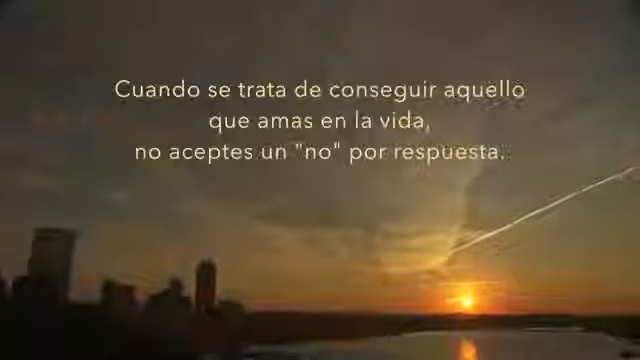 Cuando se trata de conseguir aquello
que amas en la vida,
no aceptes un "no" por respuesta.